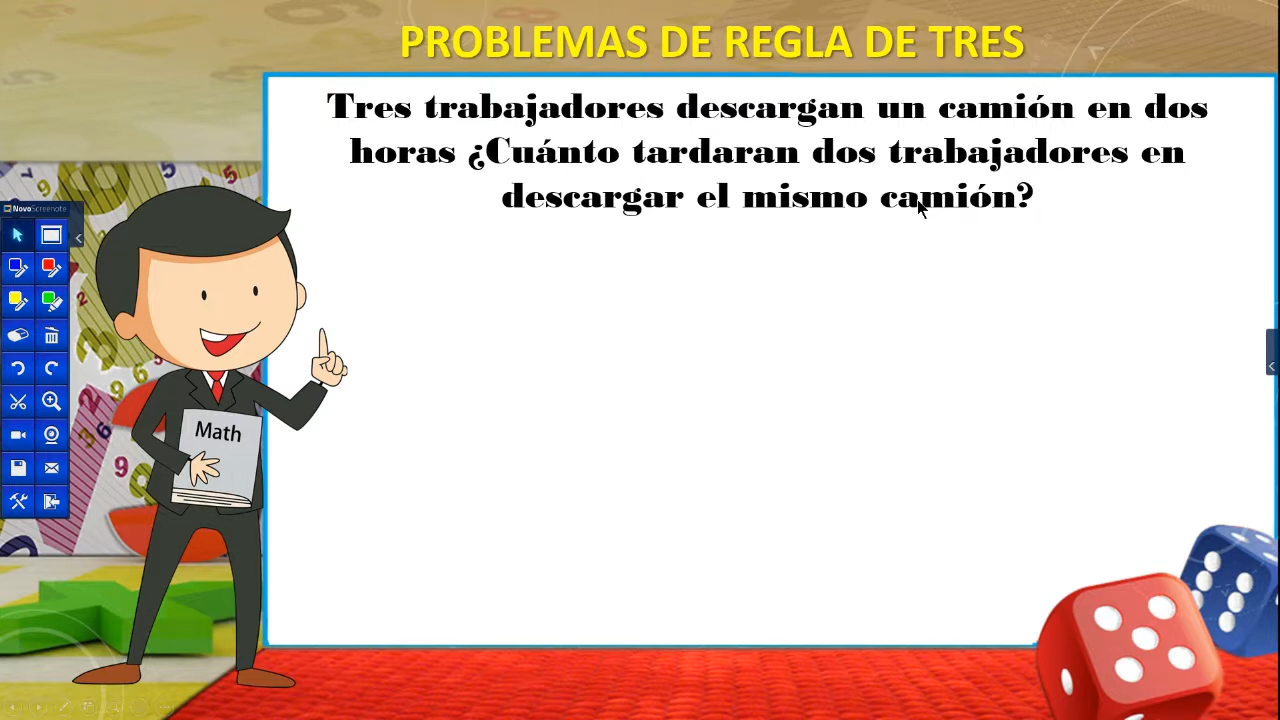 PROBLEMAS DE REGLA DE TRES
Tres trabajadores descargan un camión en dos
horas ¿Cuánto tardaran dos trabajadores en
descargar el mismo camión?
NovoScreenote
Math